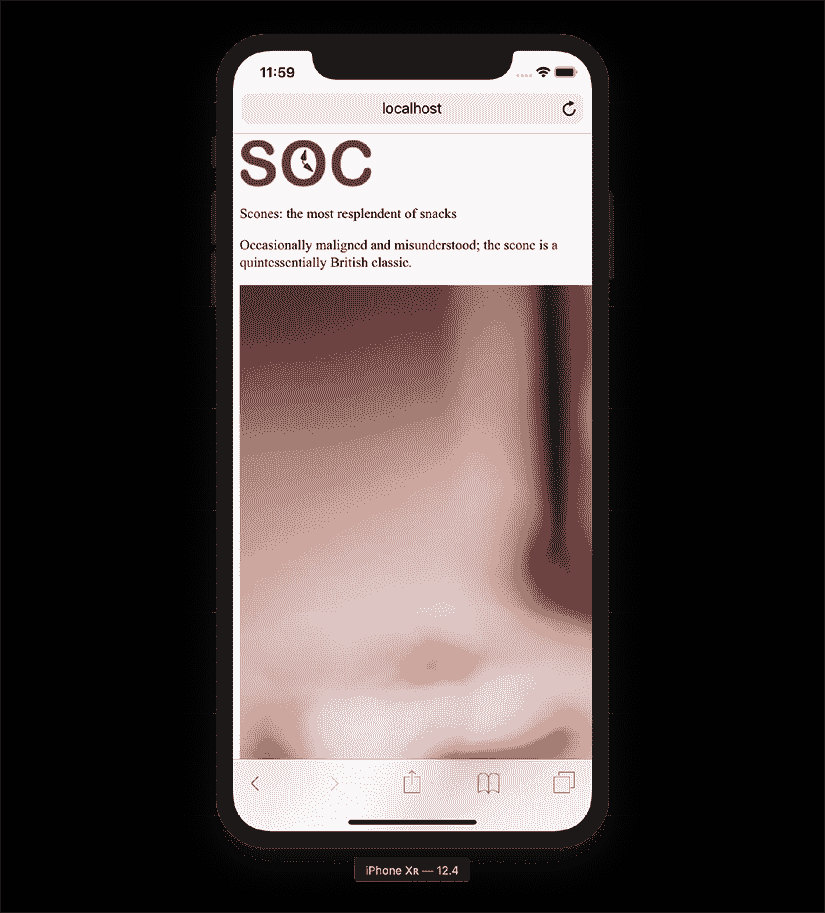 11:59
localhost
SOC
Scones: the most resplendent of snacks
Occasionally maligned and misunderstood; the scone is a
quintessentially British classic.
iPhone Xʀ — 12.4